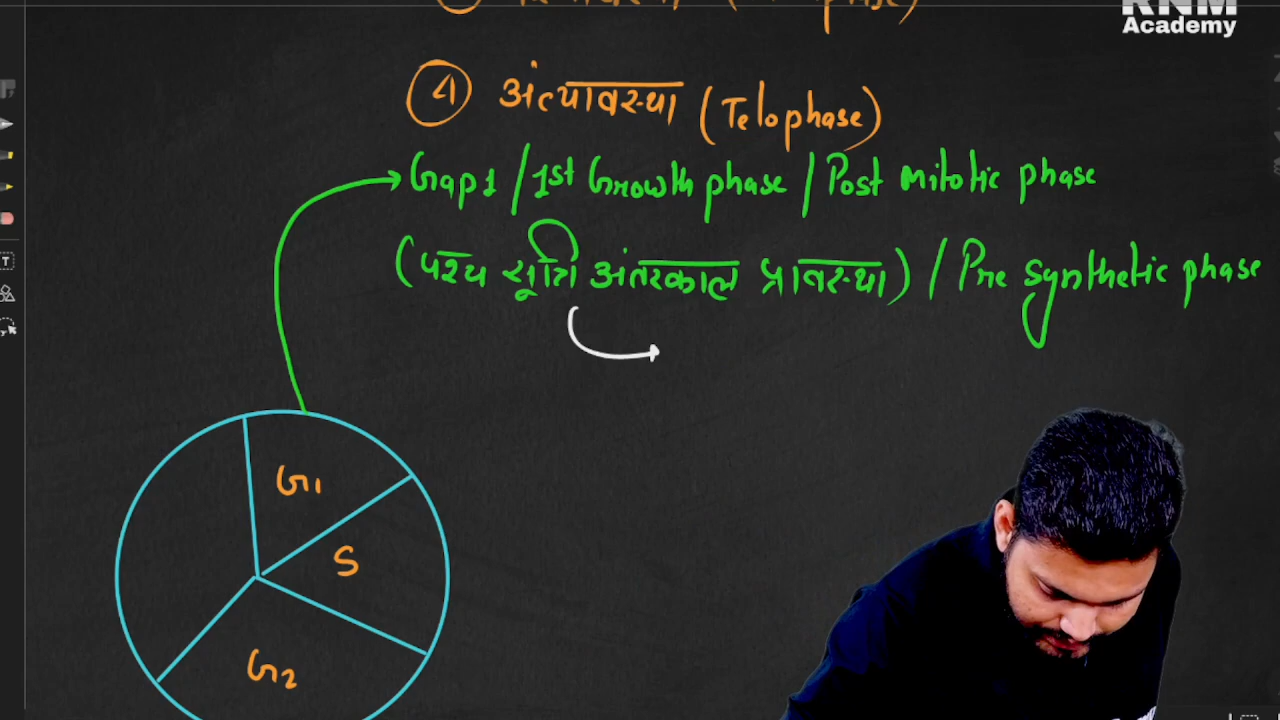 KNM
Academy
④ अंत्यावस्था (Telophase)
Gap1 / 1st Growth phase / Post mitotic phase
(पश्य सूत्रि अंतरकाल प्रावस्था) / Pre synthetic phase
G1
S
G2